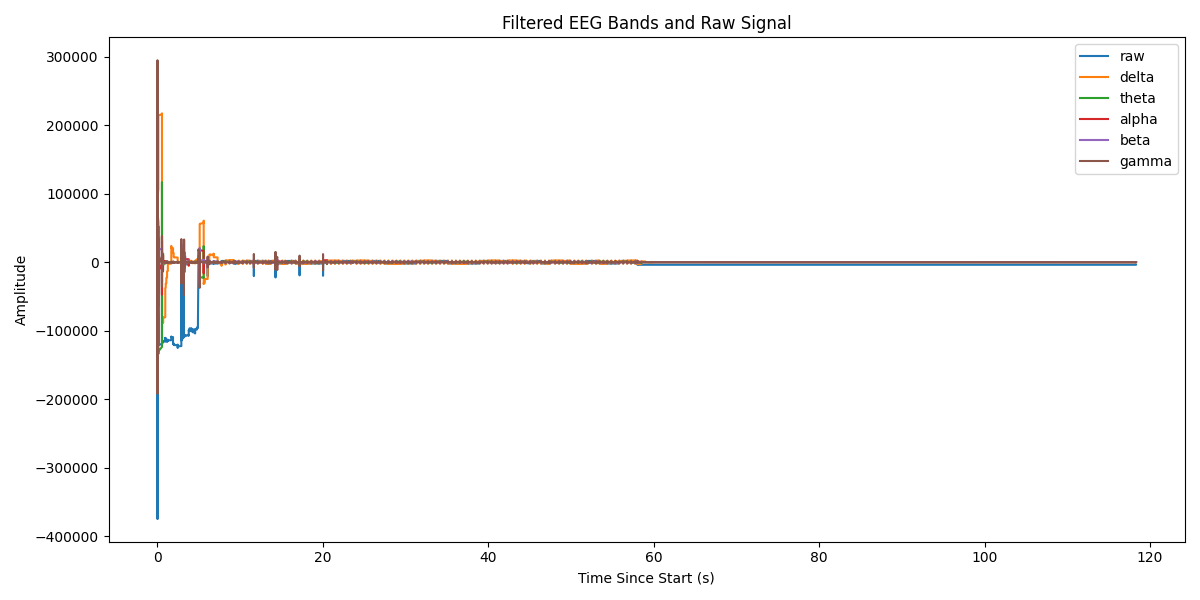 Filtered EEG Bands and Raw Signal
raw
delta
theta
alpha
beta
gamma
Amplitude
300000
200000
100000
0
−100000
−200000
−300000
−400000
0 20 40 60 80 100 120
Time Since Start (s)